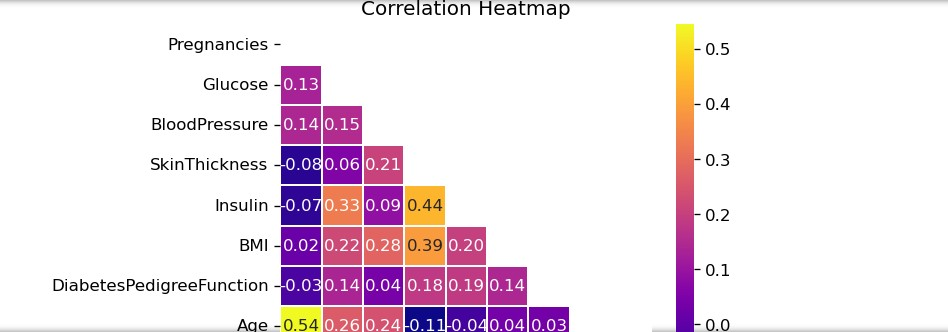 Correlation Heatmap
Pregnancies
Glucose 0.13
BloodPressure 0.14 0.15
SkinThickness -0.08 0.06 0.21
Insulin -0.07 0.33 0.09 0.44
BMI 0.02 0.22 0.28 0.39 0.20
DiabetesPedigreeFunction -0.03 0.14 0.04 0.18 0.19 0.14
Age 0.54 0.26 0.24 -0.11 -0.04 0.04 0.03
0.5
0.4
0.3
0.2
0.1
0.0